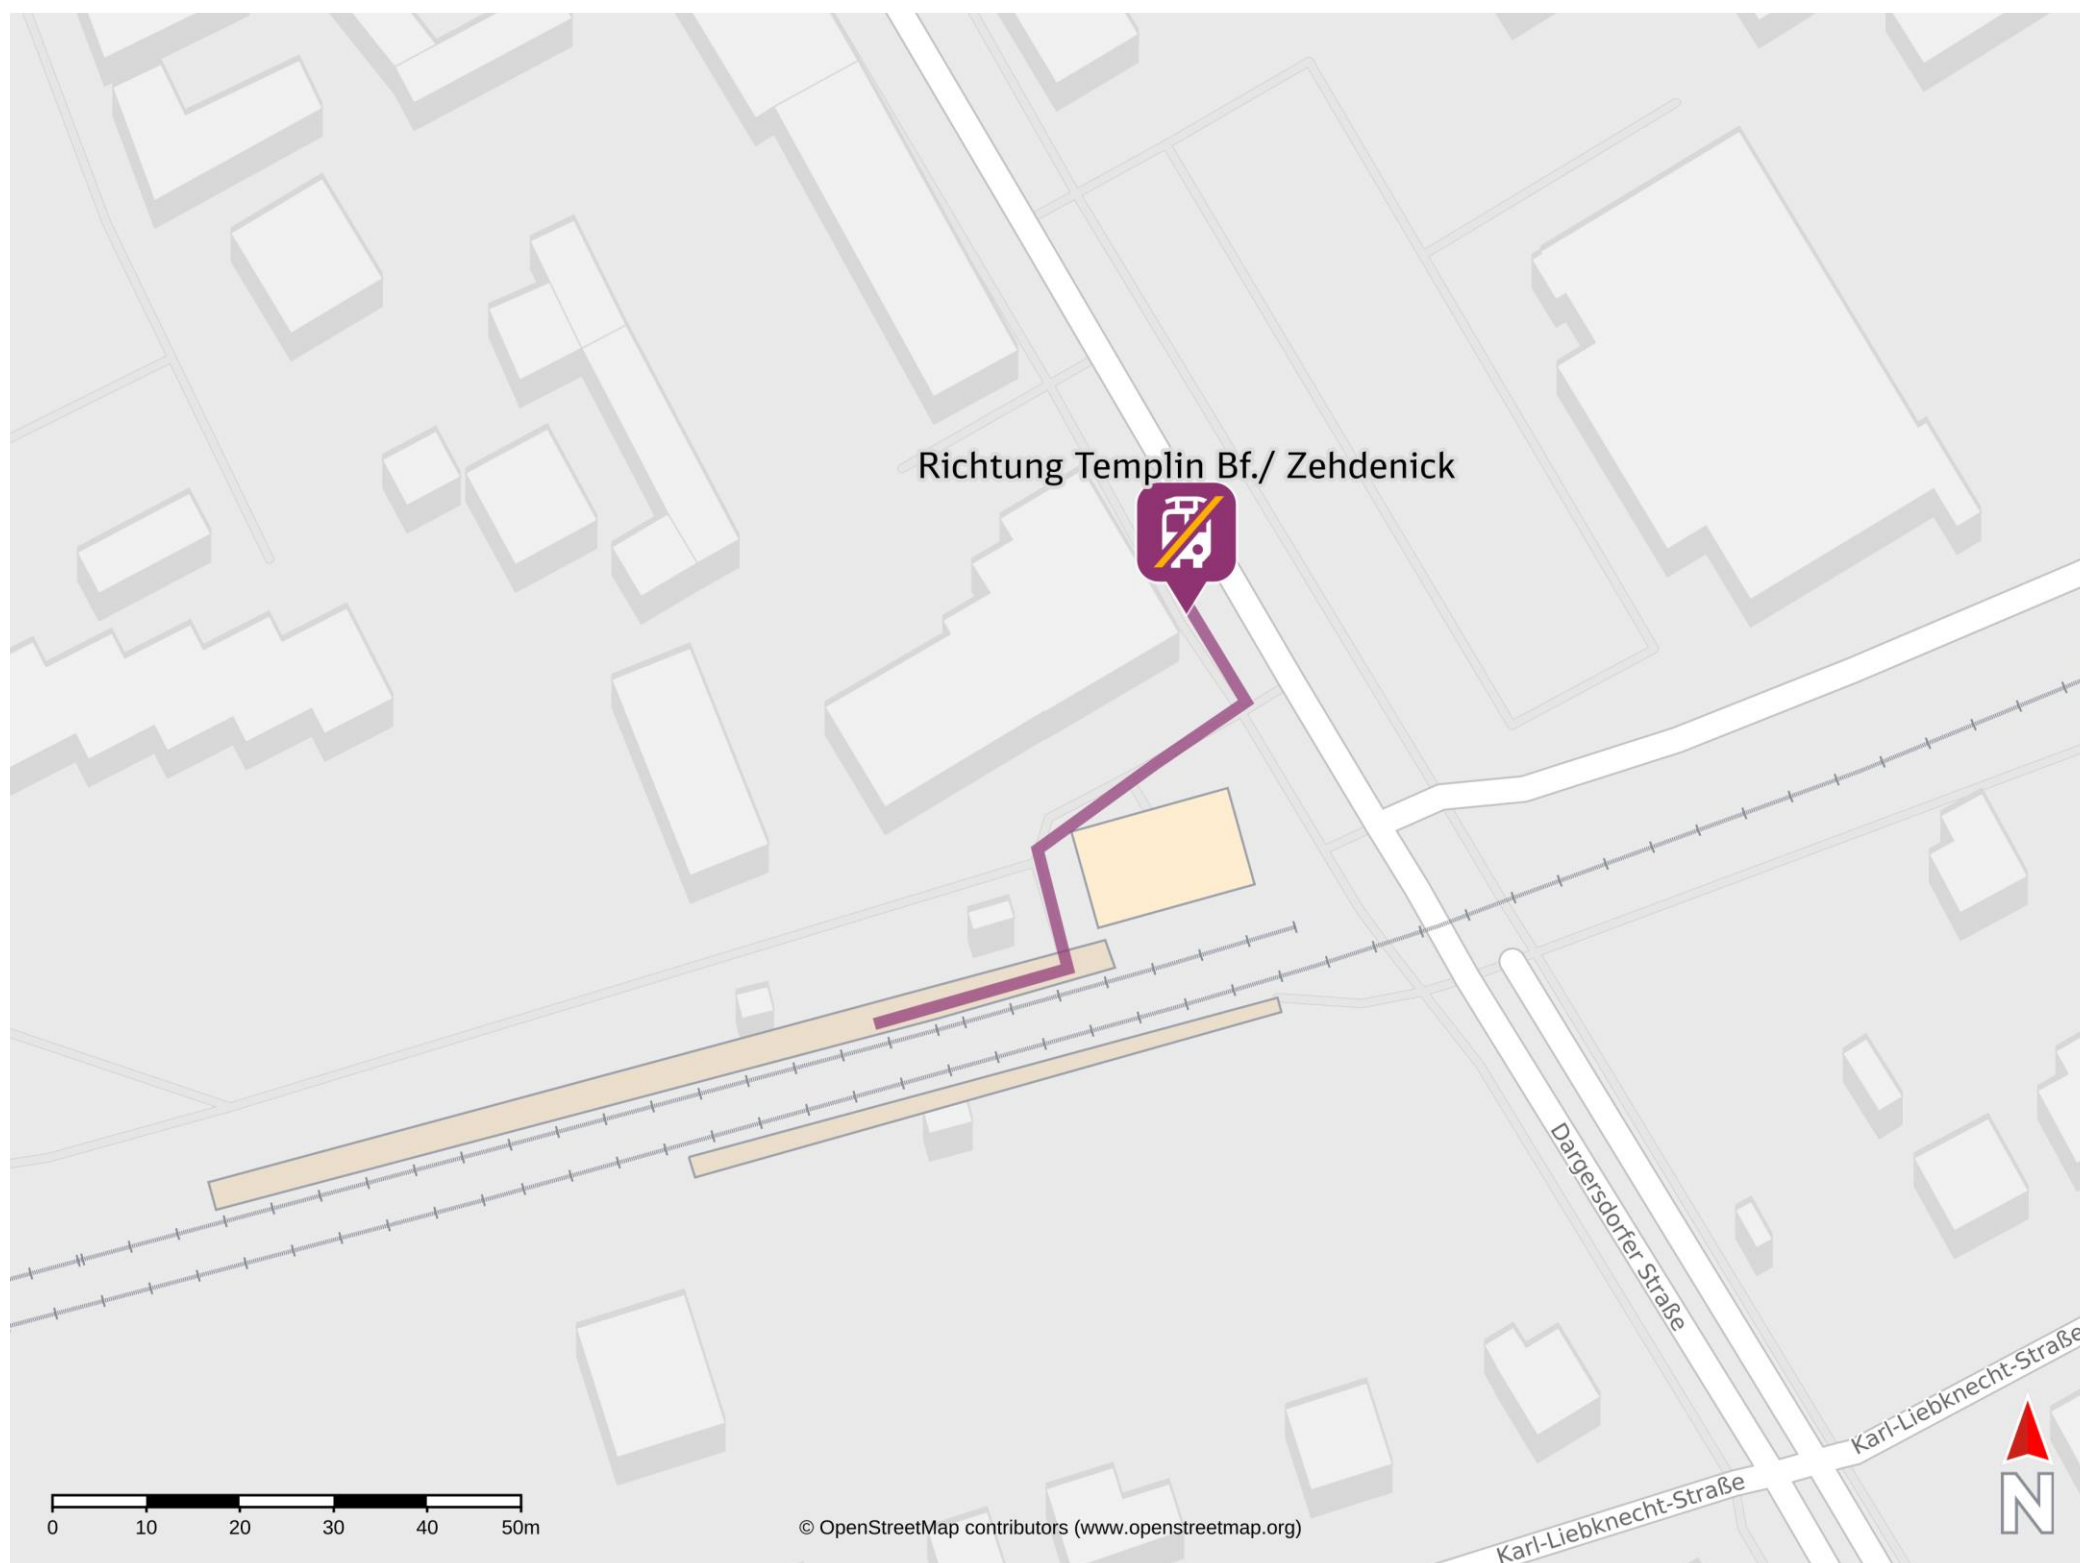 Richtung Templin Bf./ Zehdenick
Dargersdorfer Straße
Karl-Liebknecht-Straße
Karl-Liebknecht-Straße
0 10 20 30 40 50m
© OpenStreetMap contributors (www.openstreetmap.org)
N